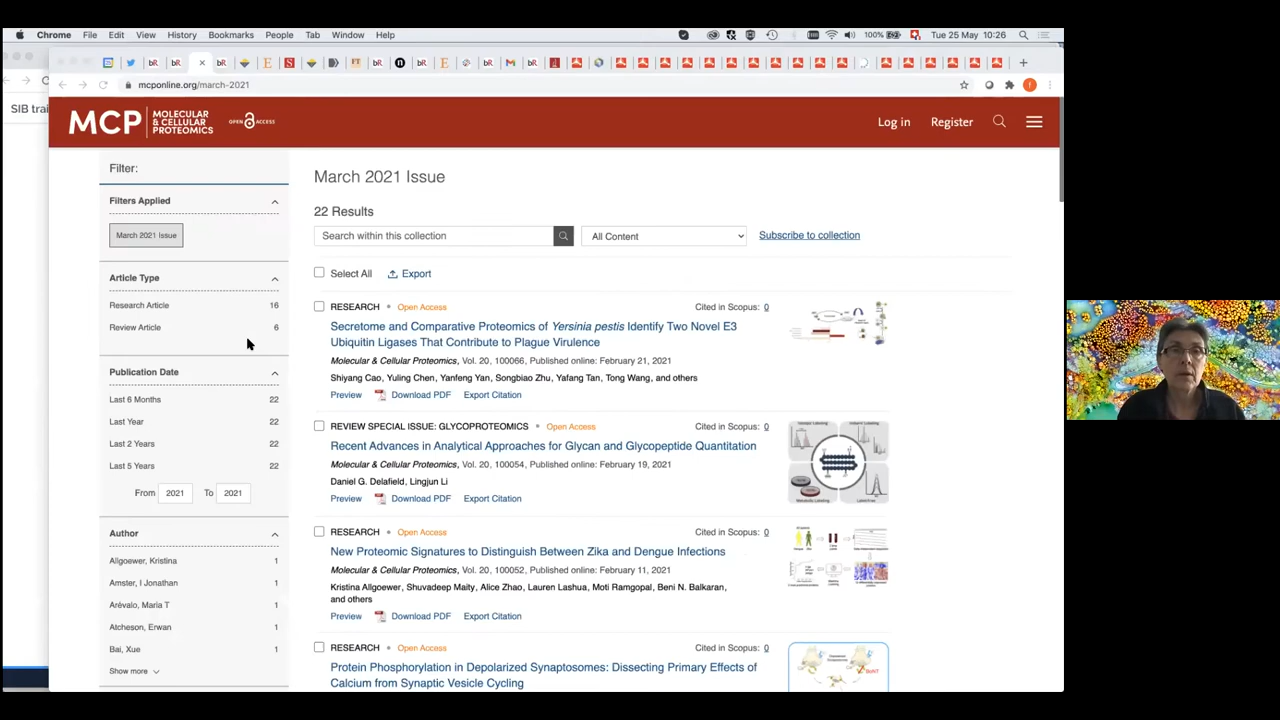 Chrome File Edit View History Bookmarks People Tab Window Help 100% Tue 25 May 10:26
mcponline.org/march-2021
SIB trai
MCP MOLECULAR & CELLULAR PROTEOMICS OPEN ACCESS Log in Register
Filter:
Filters Applied
March 2021 Issue
Article Type
Research Article 16
Review Article 6
Publication Date
Last 6 Months 22
Last Year 22
Last 2 Years 22
Last 5 Years 22
From 2021 To 2021
Author
Algoewer, Kristina 1
Amster, I Jonathan 1
Arévalo, Maria T 1
Atcheson, Erwan 1
Bai, Xue 1
Show more
March 2021 Issue
22 Results
Search within this collection All Content Subscribe to collection
Select All Export
RESEARCH • Open Access Cited in Scopus: 0
Secretome and Comparative Proteomics of Yersinia pestis Identify Two Novel E3
Ubiquitin Ligases That Contribute to Plague Virulence
Molecular & Cellular Proteomics, Vol. 20, 100066, Published online: February 21, 2021
Shiyang Cao, Yuling Chen, Yanfeng Yan, Songbiao Zhu, Yafang Tan, Tong Wang, and others
Preview Download PDF Export Citation
REVIEW SPECIAL ISSUE: GLYCOPROTEOMICS • Open Access Cited in Scopus: 0
Recent Advances in Analytical Approaches for Glycan and Glycopeptide Quantitation
Molecular & Cellular Proteomics, Vol. 20, 100054, Published online: February 19, 2021
Daniel G. Delafield, Lingjun Li
Preview Download PDF Export Citation
RESEARCH • Open Access Cited in Scopus: 0
New Proteomic Signatures to Distinguish Between Zika and Dengue Infections
Molecular & Cellular Proteomics, Vol. 20, 100052, Published online: February 11, 2021
Kristina Allgoewer, Shuvadeep Maity, Alice Zhao, Lauren Lashua, Moti Ramgopal, Beni N. Balkaran,
and others
Preview Download PDF Export Citation
RESEARCH • Open Access Cited in Scopus: 0
Protein Phosphorylation in Depolarized Synaptosomes: Dissecting Primary Effects of
Calcium from Synaptic Vesicle Cycling